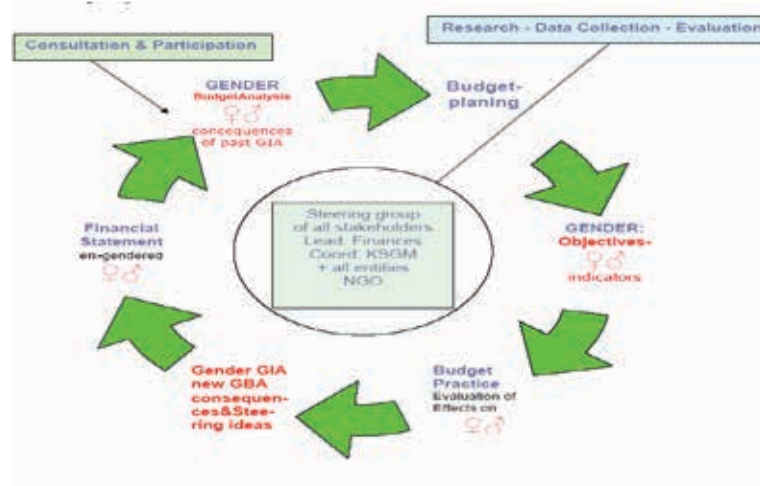 Consultation & Participation
Research - Data Collection - Evaluation
GENDER
BudgetAnalysis
♀♂
concequences
of past GIA
Budget-
planing
Steering group
of all stakeholders
Lead: Finances
Coord: KSGM
+ all entities
NGO
GENDER:
Objectives-
♀♂
indicators
Budget
Practice
Evaluation of
Effects on
♀♂
Gender GIA
new GBA
consequen-
ces&Stee-
ring ideas
Financial
Statement
en-gendered
♀♂